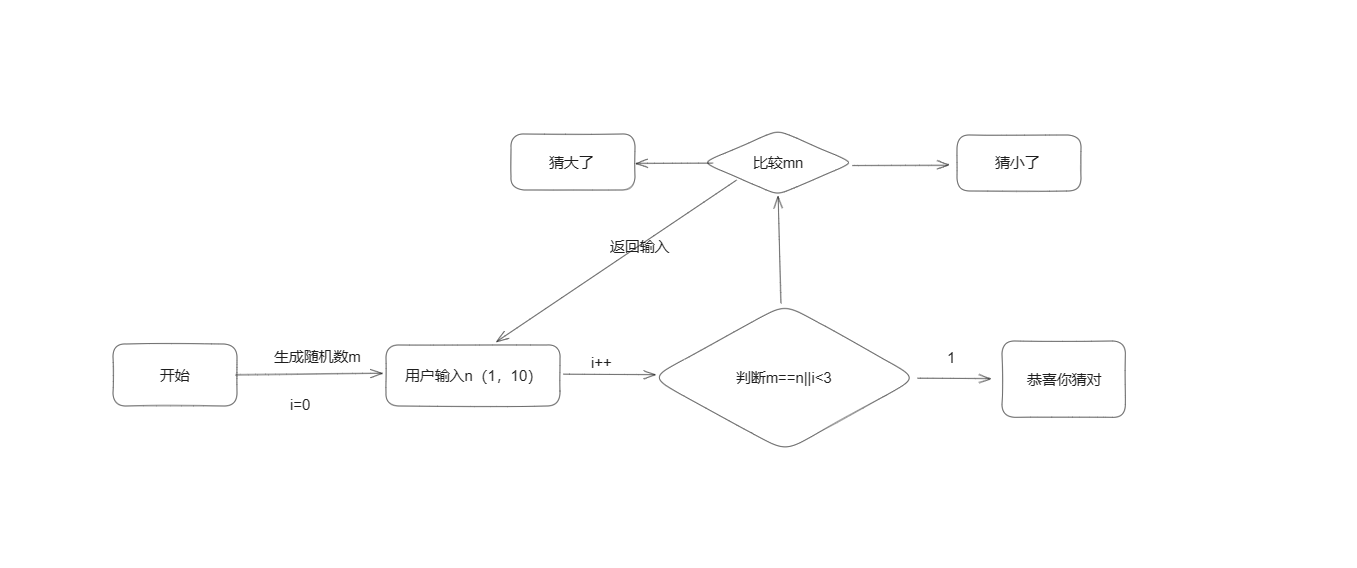 猜大了
比较mn
猜小了
返回输入
开始
生成随机数m
i=0
用户输入n（1，10）
i++
判断m==n||i<3
1
恭喜你猜对